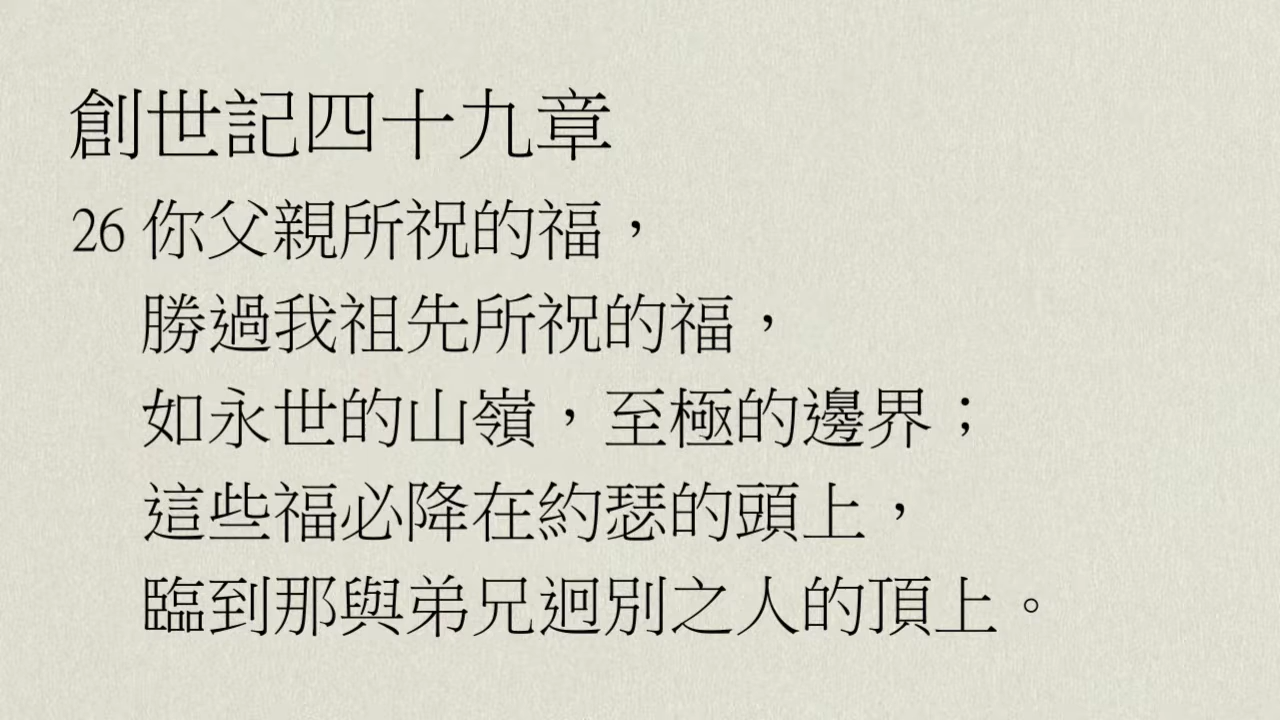 創世記四十九章
26 你父親所祝的福，
勝過我祖先所祝的福，
如永世的山嶺，至極的邊界；
這些福必降在約瑟的頭上，
臨到那與弟兄迥別之人的頂上。